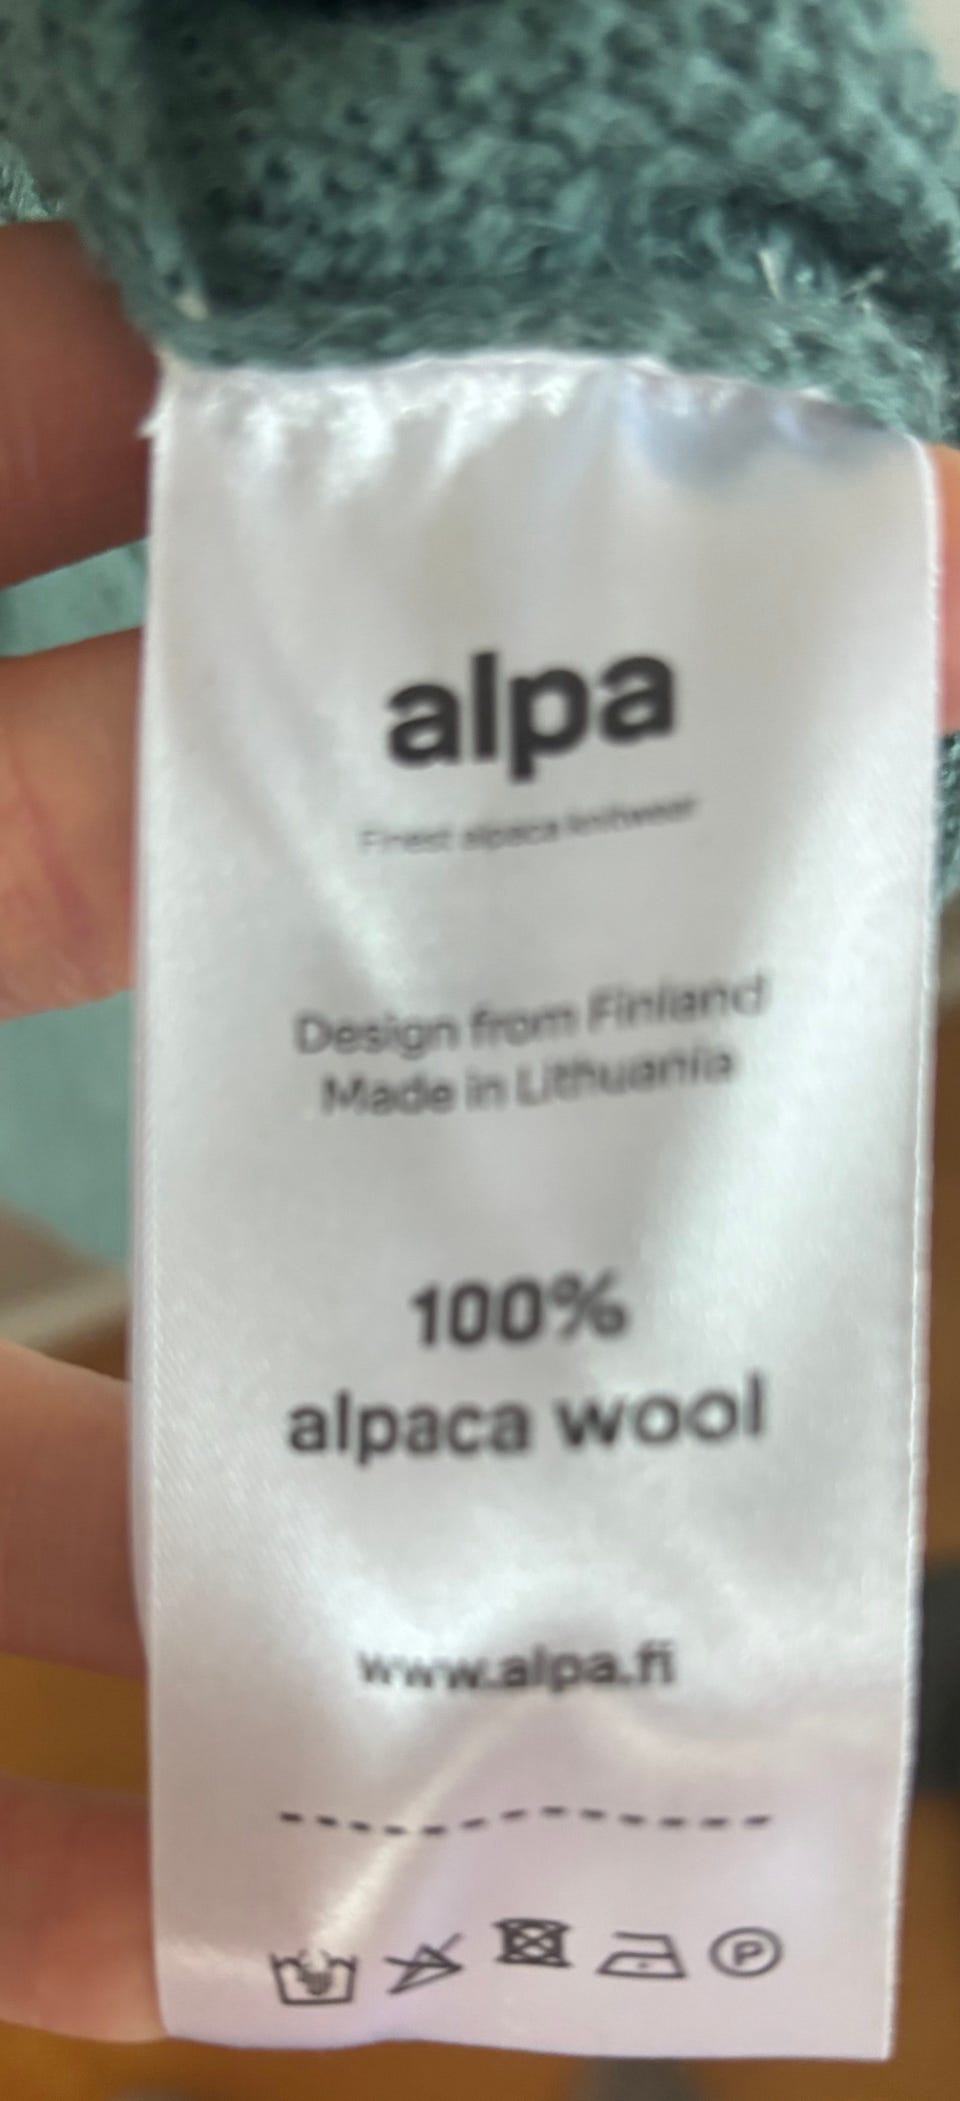 alpa
Finest alpaca knitwear
Design from Finland
Made in Lithuania
100%
alpaca wool
www.alpa.fi
P